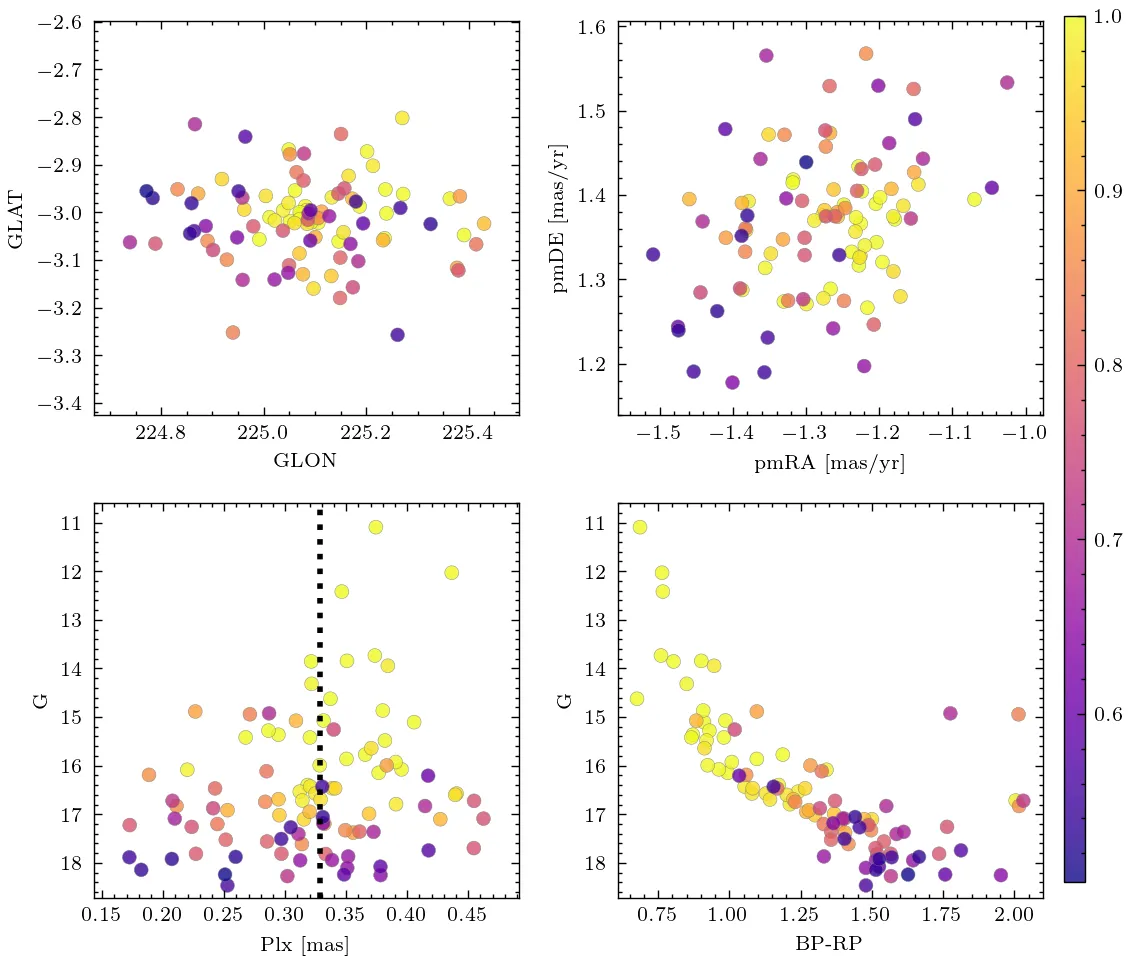 −2.6
−2.7
−2.8
−2.9
−3.0
−3.1
−3.2
−3.3
−3.4
GLAT
224.8 225.0 225.2 225.4
GLON
1.6
1.5
1.4
1.3
1.2
pmDE [mas/yr]
−1.5 −1.4 −1.3 −1.2 −1.1 −1.0
pmRA [mas/yr]
11
12
13
14
15
16
17
18
G
0.15 0.20 0.25 0.30 0.35 0.40 0.45
Plx [mas]
11
12
13
14
15
16
17
18
G
0.75 1.00 1.25 1.50 1.75 2.00
BP-RP
1.0
0.9
0.8
0.7
0.6